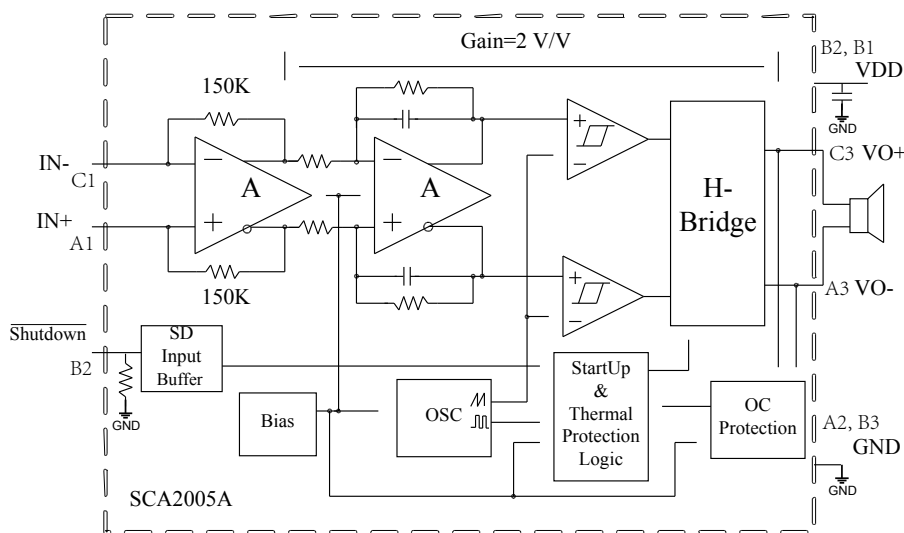 Gain=2 V/V
B2, B1
VDD
GND
150K
IN-
C1
IN+
A1
150K
−
+
A
−
+
A
+
−
+
−
H-
Bridge
C3 VO+
A3 VO-
Shutdown
B2
GND
SD
Input
Buffer
Bias
OSC
StartUp
&
Thermal
Protection
Logic
OC
Protection
A2, B3
GND
GND
SCA2005A